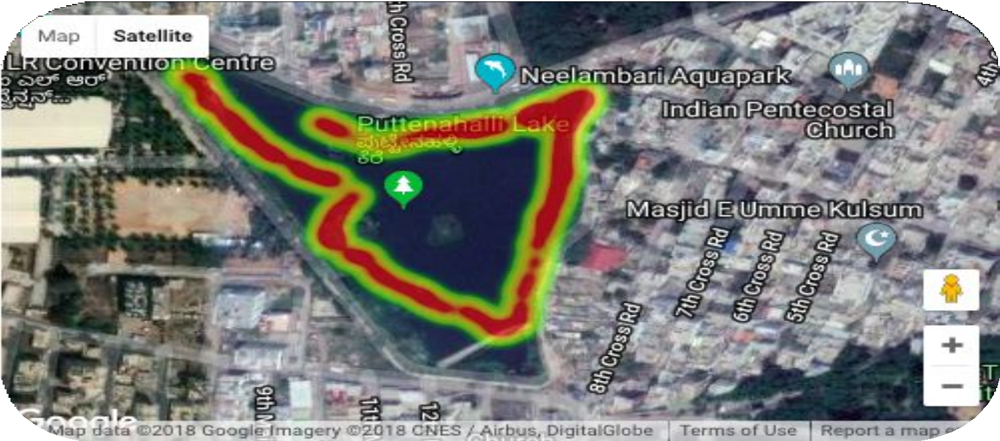 Map Satellite
LR Convention Centre
ಎಲ್ ಆರ್
th Cross Rd
Neelambari Aquapark
Indian Pentecostal
Church
4th
Puttenahalli Lake
ಪುಟ್ಟೇನಹಳ್ಳಿ
ಕೆರೆ
Masjid E Umme Kulsum
7th Cross Rd
6th Cross Rd
5th Cross Rd
8th Cross Rd
9th
11t
12
Google
Map data ©2018 Google Imagery ©2018 CNES / Airbus, DigitalGlobe
Terms of Use
Report a map